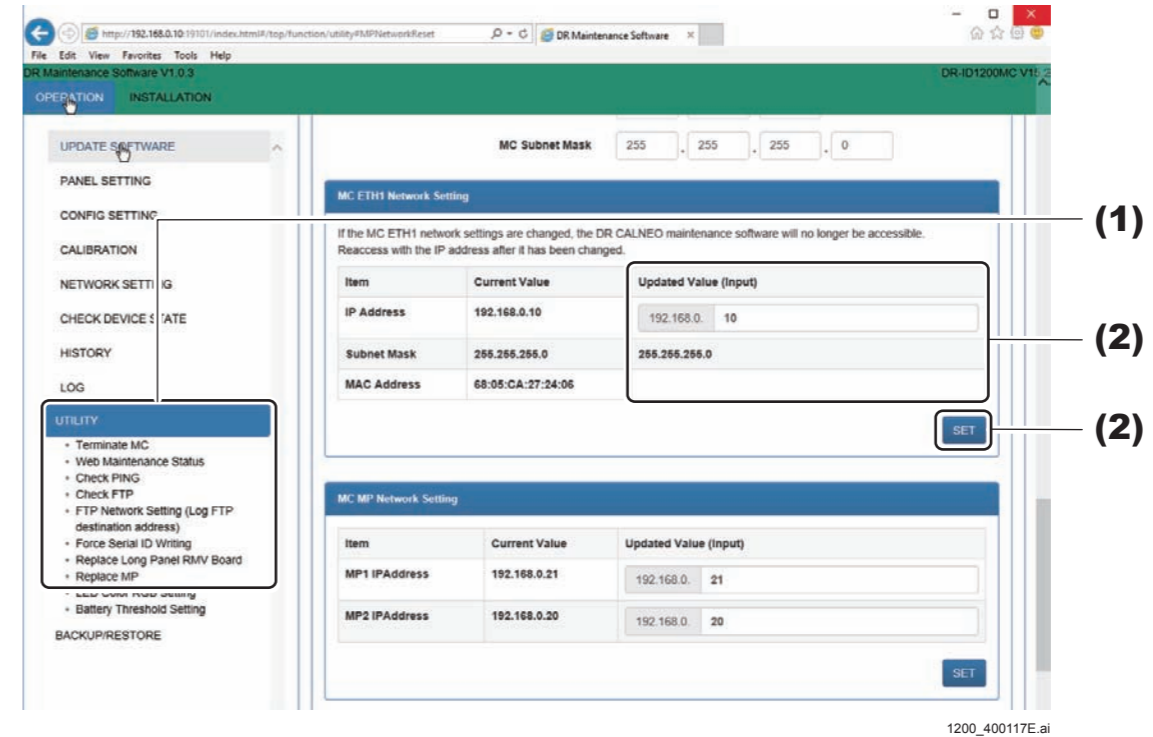 http://192.168.0.10:19101/index.html#/top/function/utility#MPNetworkReset
DR Maintenance Software
File Edit View Favorites Tools Help
DR Maintenance Software V1.0.3
DR-ID1200MC
OPERATION INSTALLATION
UPDATE SOFTWARE
PANEL SETTING
CONFIG SETTING
CALIBRATION
NETWORK SETTING
CHECK DEVICE STATE
HISTORY
LOG
UTILITY
• Terminate MC
• Web Maintenance Status
• Check PING
• Check FTP
• FTP Network Setting (Log FTP
destination address)
• Force Serial ID Writing
• Replace Long Panel RMV Board
• Replace MP
• LED Color RGB Setting
• Battery Threshold Setting
BACKUP/RESTORE
MC Subnet Mask 255 . 255 . 255 . 0
MC ETH1 Network Setting
If the MC ETH1 network settings are changed, the DR CALNEO maintenance software will no longer be accessible.
Reaccess with the IP address after it has been changed.
Item Current Value Updated Value (Input)
IP Address 192.168.0.10 192.168.0. 10
Subnet Mask 255.255.255.0 255.255.255.0
MAC Address 68:05:CA:27:24:06
SET
MC MP Network Setting
Item Current Value Updated Value (Input)
MP1 IPAddress 192.168.0.21 192.168.0. 21
MP2 IPAddress 192.168.0.20 192.168.0. 20
SET
(1)
(2)
(2)
1200_400117E.ai